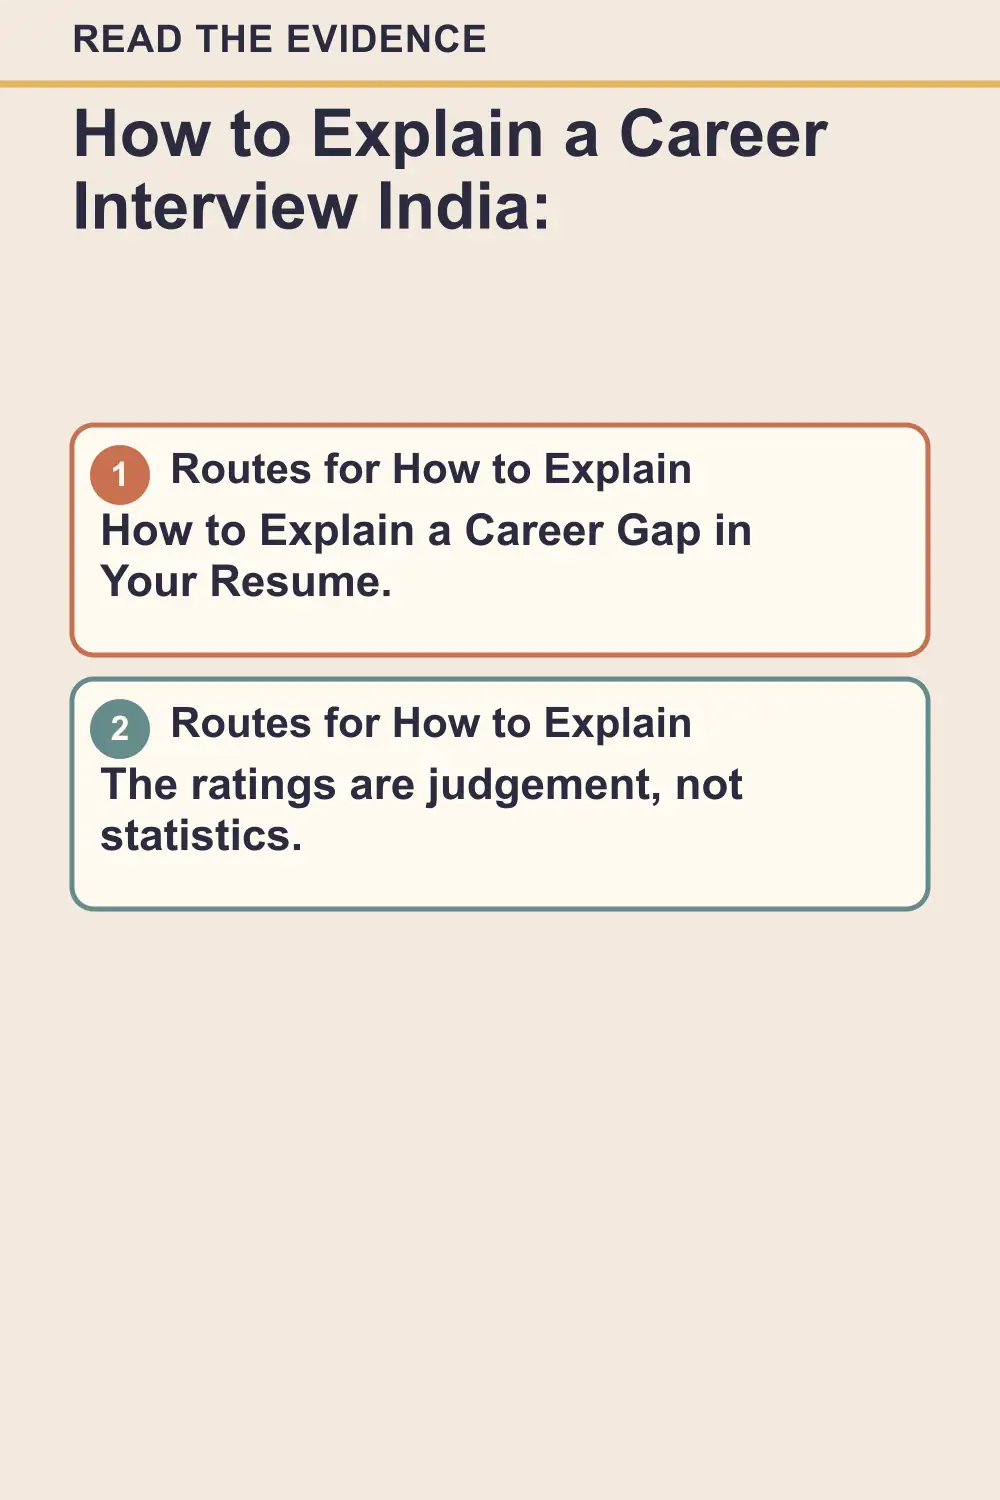 READ THE EVIDENCE
How to Explain a Career
Interview India:
1 Routes for How to Explain
How to Explain a Career Gap in
Your Resume.
2 Routes for How to Explain
The ratings are judgement, not
statistics.